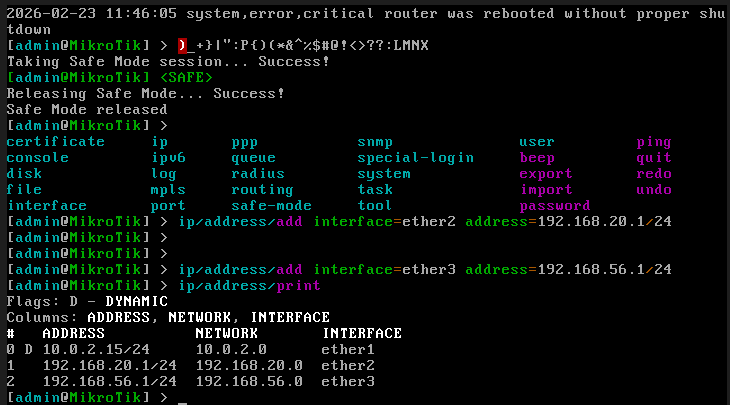 2026-02-23 11:46:05 system,error,critical router was rebooted without proper shu
tdown
[admin@MikroTik] > )_+}|":P{)(*&^%$#@!<>??:LMNX
Taking Safe Mode session... Success!
[admin@MikroTik] <SAFE>
Releasing Safe Mode... Success!
Safe Mode released
[admin@MikroTik] >
certificate ip ppp snmp user ping
console ipv6 queue special-login beep quit
disk log radius system export redo
file mpls routing task import undo
interface port safe-mode tool password
[admin@MikroTik] > ip/address/add interface=ether2 address=192.168.20.1/24
[admin@MikroTik] >
[admin@MikroTik] >
[admin@MikroTik] > ip/address/add interface=ether3 address=192.168.56.1/24
[admin@MikroTik] > ip/address/print
Flags: D - DYNAMIC
Columns: ADDRESS, NETWORK, INTERFACE
# ADDRESS NETWORK INTERFACE
0 D 10.0.2.15/24 10.0.2.0 ether1
1 192.168.20.1/24 192.168.20.0 ether2
2 192.168.56.1/24 192.168.56.0 ether3
[admin@MikroTik] > _